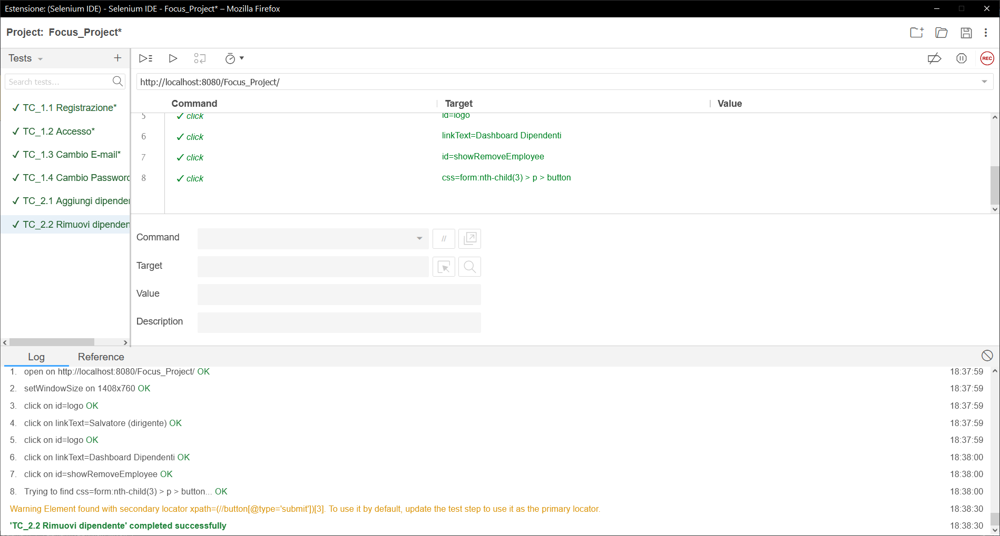 Estensione: (Selenium IDE) - Selenium IDE - Focus_Project* – Mozilla Firefox
Project: Focus_Project*
Tests
Search tests...
TC_1.1 Registrazione*
TC_1.2 Accesso*
TC_1.3 Cambio E-mail*
TC_1.4 Cambio Password
TC_2.1 Aggiungi dipenden
TC_2.2 Rimuovi dipenden
REC
http://localhost:8080/Focus_Project/
Command Target Value
5 click id=logo
6 click linkText=Dashboard Dipendenti
7 click id=showRemoveEmployee
8 click css=form:nth-child(3) > p > button
Command //
Target
Value
Description
Log Reference
1. open on http://localhost:8080/Focus_Project/ OK 18:37:59
2. setWindowSize on 1408x760 OK 18:37:59
3. click on id=logo OK 18:37:59
4. click on linkText=Salvatore (dirigente) OK 18:37:59
5. click on id=logo OK 18:37:59
6. click on linkText=Dashboard Dipendenti OK 18:38:00
7. click on id=showRemoveEmployee OK 18:38:00
8. Trying to find css=form:nth-child(3) > p > button... OK 18:38:00
Warning Element found with secondary locator xpath=(//button[@type='submit'])[3]. To use it by default, update the test step to use it as the primary locator. 18:38:30
'TC_2.2 Rimuovi dipendente' completed successfully 18:38:30